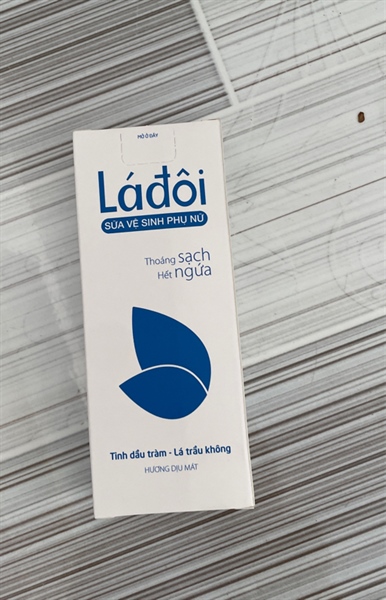 MỞ Ở ĐÂY
Láđôi
SỮA VỆ SINH PHỤ NỮ
Thoáng sạch
Hết ngứa
Tinh dầu tràm - Lá trầu không
HƯƠNG DỊU MÁT